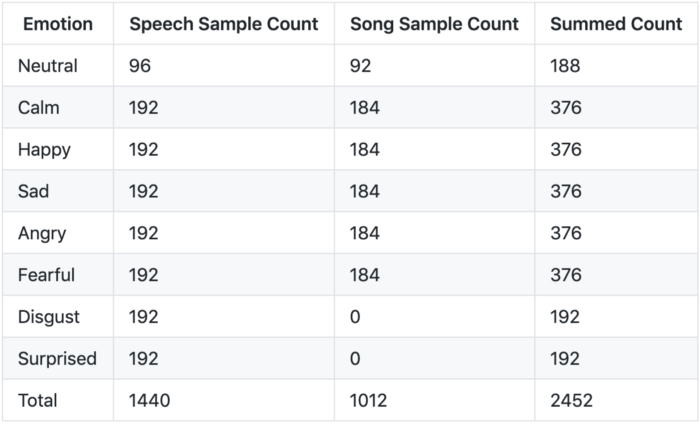 Emotion Speech Sample Count Song Sample Count Summed Count
Neutral 96 92 188
Calm 192 184 376
Happy 192 184 376
Sad 192 184 376
Angry 192 184 376
Fearful 192 184 376
Disgust 192 0 192
Surprised 192 0 192
Total 1440 1012 2452